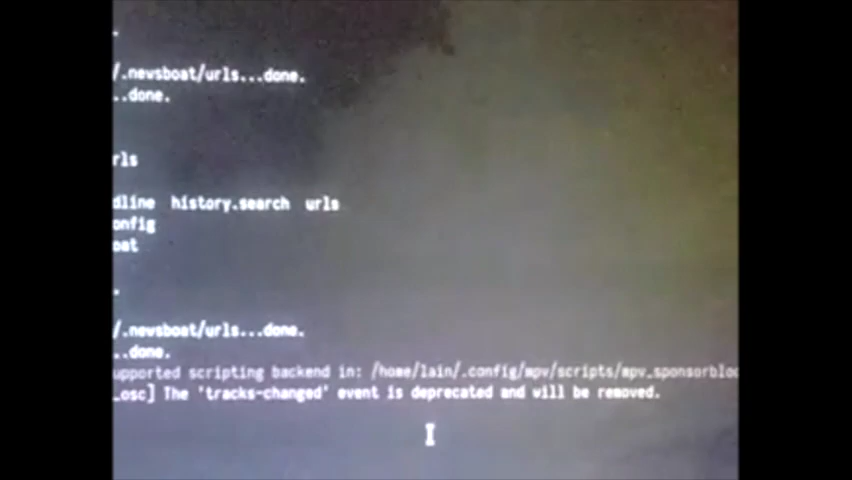 .
/.newsboat/urls...done.
..done.
rls
dline history.search urls
onfig
oat
.
/.newsboat/urls...done.
..done.
upported scripting backend in: /home/lain/.config/mpv/scripts/mpv_sponsorbloc
_osc] The 'tracks-changed' event is deprecated and will be removed.